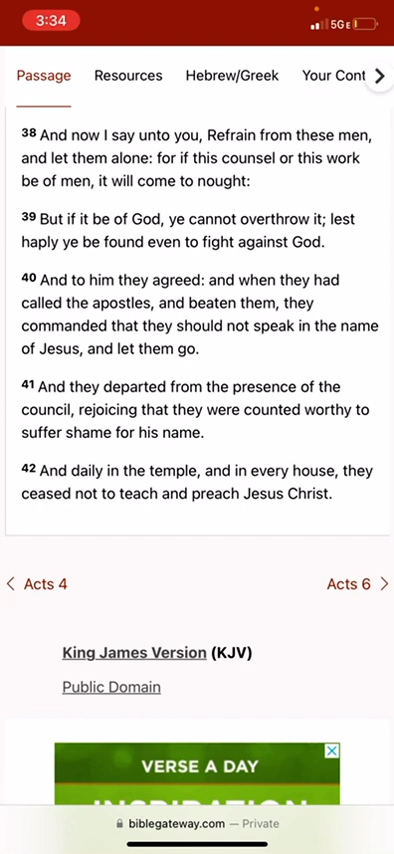 3:34
5GE
Passage Resources Hebrew/Greek Your Cont
38 And now I say unto you, Refrain from these men,
and let them alone: for if this counsel or this work
be of men, it will come to nought:
39 But if it be of God, ye cannot overthrow it; lest
haply ye be found even to fight against God.
40 And to him they agreed: and when they had
called the apostles, and beaten them, they
commanded that they should not speak in the name
of Jesus, and let them go.
41 And they departed from the presence of the
council, rejoicing that they were counted worthy to
suffer shame for his name.
42 And daily in the temple, and in every house, they
ceased not to teach and preach Jesus Christ.
Acts 4 Acts 6
King James Version (KJV)
Public Domain
VERSE A DAY
INSPIRATION
biblegateway.com — Private